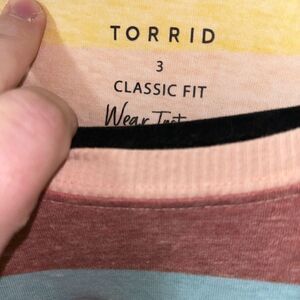 TORRID
3
CLASSIC FIT
Wear